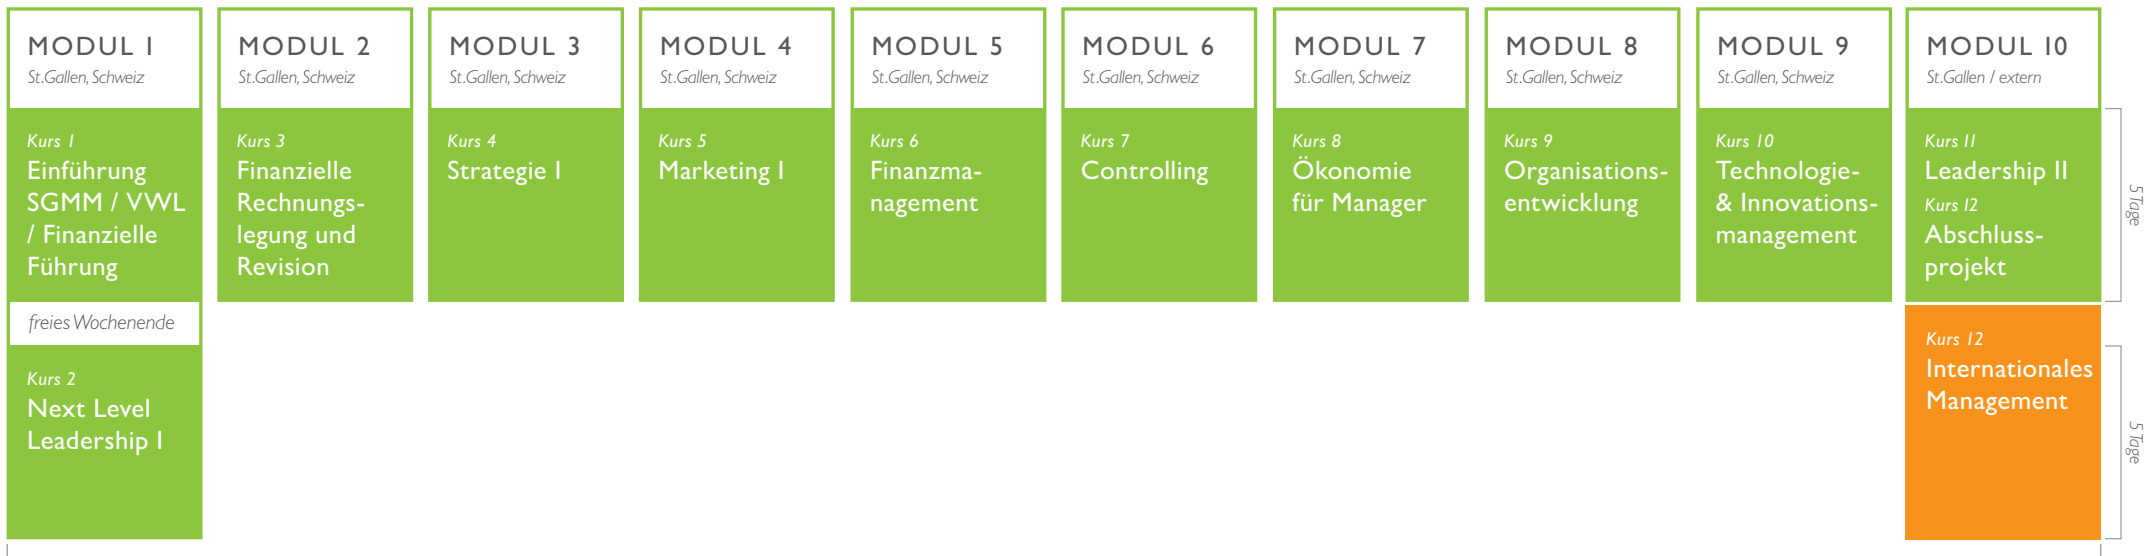 MODUL 1
St.Gallen, Schweiz
Kurs 1
Einführung
SGMM / VWL
/ Finanzielle
Führung
freies Wochenende
Kurs 2
Next Level
Leadership I
MODUL 2
St.Gallen, Schweiz
Kurs 3
Finanzielle
Rechnungs-
legung und
Revision
MODUL 3
St.Gallen, Schweiz
Kurs 4
Strategie I
MODUL 4
St.Gallen, Schweiz
Kurs 5
Marketing I
MODUL 5
St.Gallen, Schweiz
Kurs 6
Finanzma-
nagement
MODUL 6
St.Gallen, Schweiz
Kurs 7
Controlling
MODUL 7
St.Gallen, Schweiz
Kurs 8
Ökonomie
für Manager
MODUL 8
St.Gallen, Schweiz
Kurs 9
Organisations-
entwicklung
MODUL 9
St.Gallen, Schweiz
Kurs 10
Technologie-
& Innovations-
management
MODUL 10
St.Gallen / extern
Kurs 11
Leadership II
Kurs 12
Abschluss-
projekt
Kurs 12
Internationales
Management
5 Tage
5 Tage